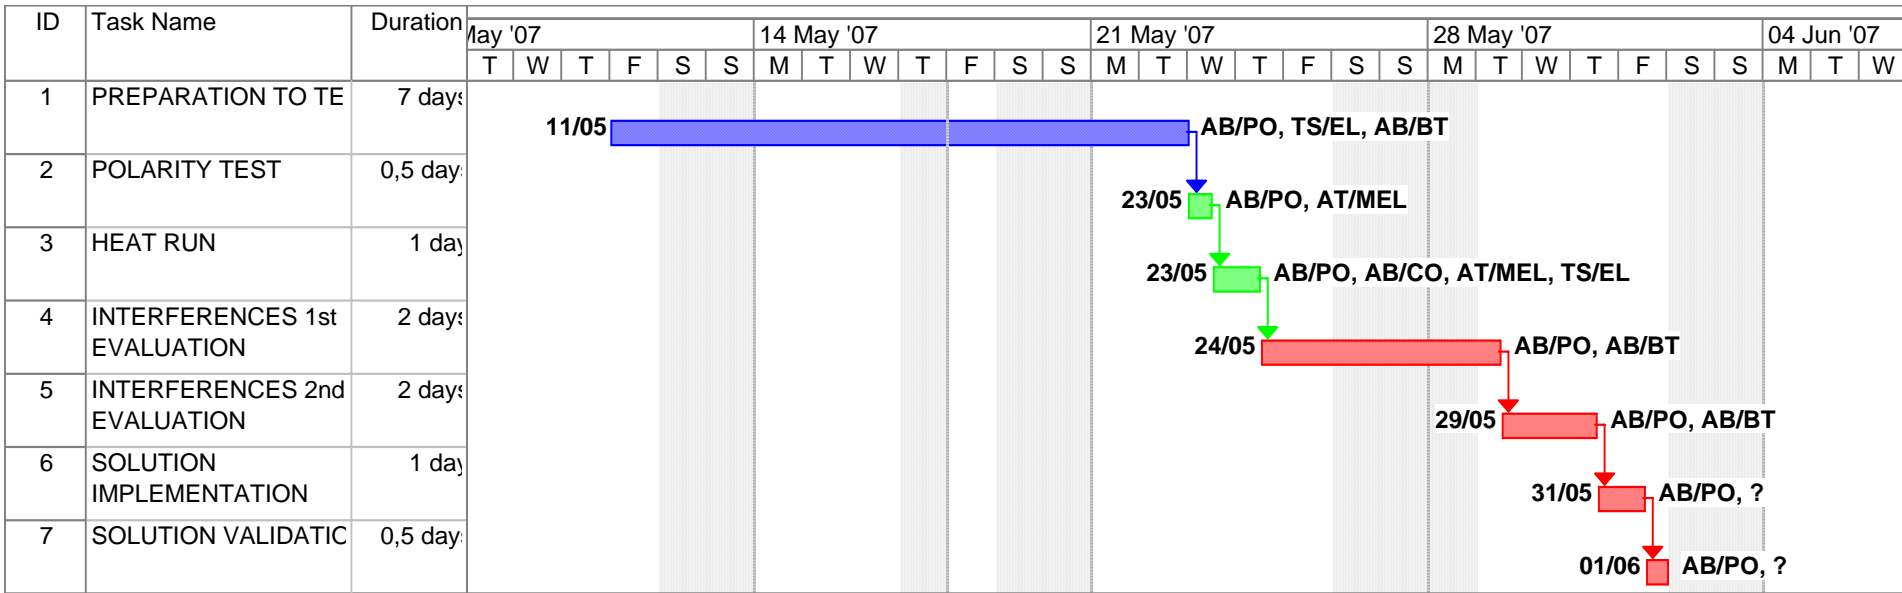 ID Task Name Duration May '07 14 May '07 21 May '07 28 May '07 04 Jun '07
T W T F S S M T W T F S S M T W T F S S M T W T F S S M T W
1 PREPARATION TO TE 7 days
11/05 AB/PO, TS/EL, AB/BT
2 POLARITY TEST 0,5 days
23/05 AB/PO, AT/MEL
3 HEAT RUN 1 day
23/05 AB/PO, AB/CO, AT/MEL, TS/EL
4 INTERFERENCES 1st 2 days
EVALUATION
24/05 AB/PO, AB/BT
5 INTERFERENCES 2nd 2 days
EVALUATION
29/05 AB/PO, AB/BT
6 SOLUTION 1 day
IMPLEMENTATION
31/05 AB/PO, ?
7 SOLUTION VALIDATIC 0,5 day
01/06 AB/PO, ?